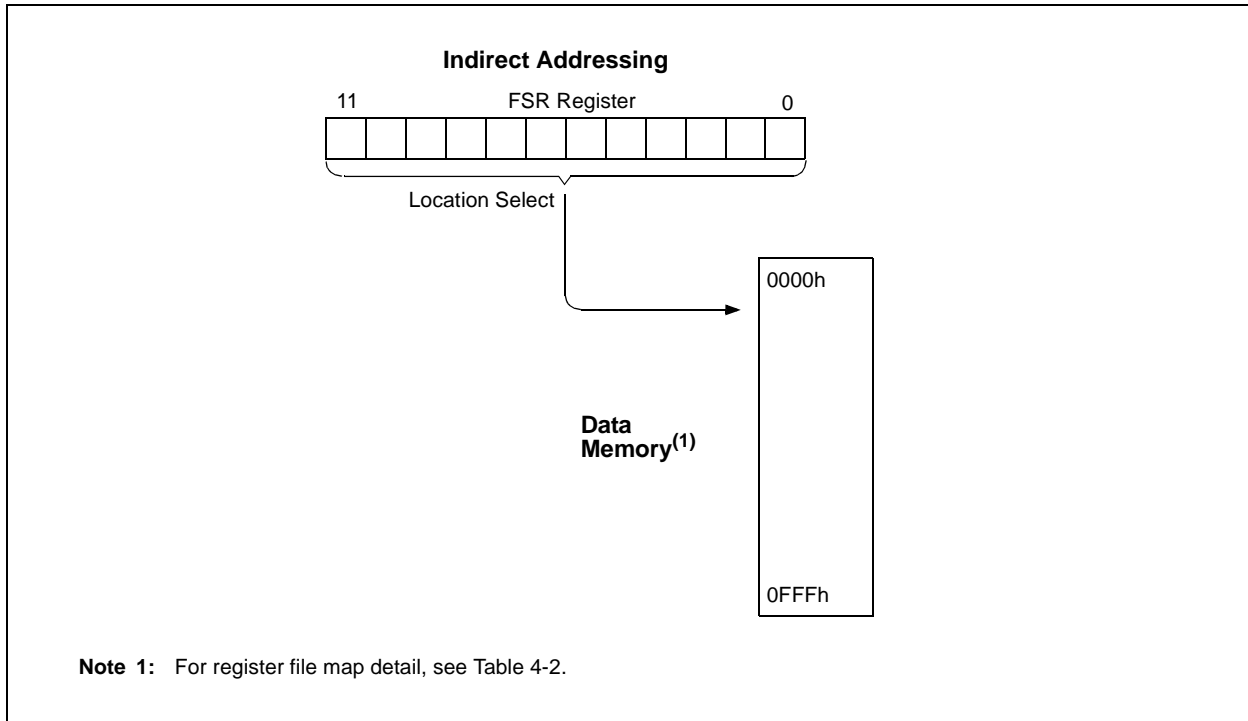 Indirect Addressing
11 FSR Register 0
Location Select
0000h
Data
Memory(1)
0FFFh
Note 1: For register file map detail, see Table 4-2.